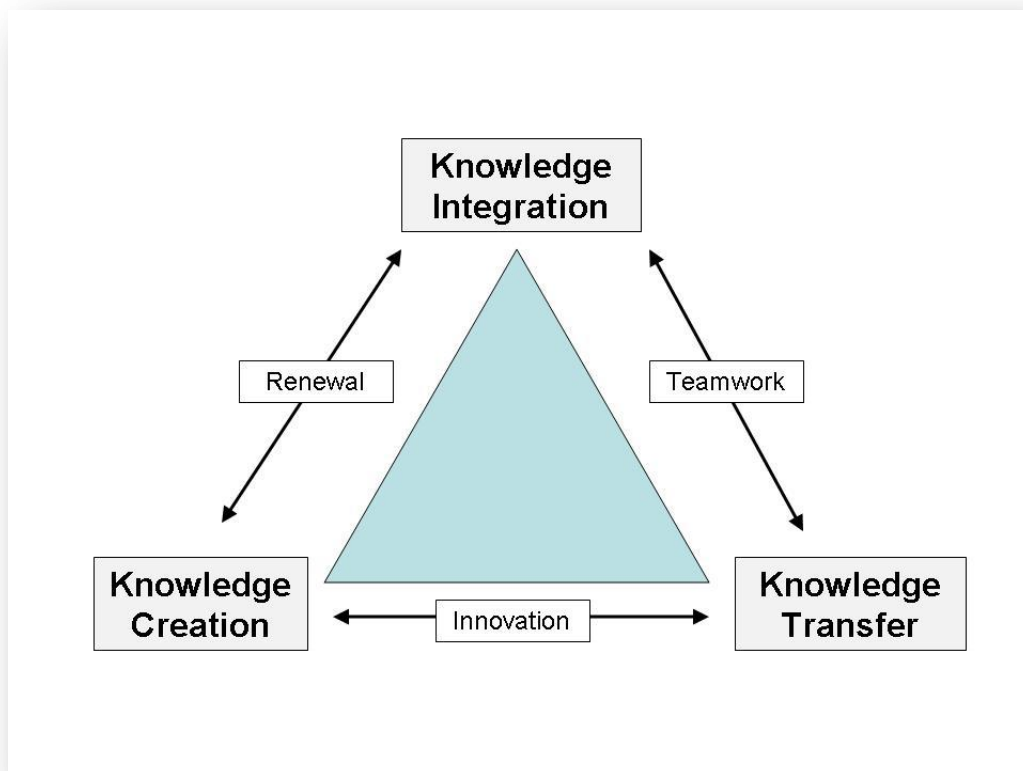 Knowledge
Integration
Renewal
Teamwork
Knowledge
Creation
Innovation
Knowledge
Transfer